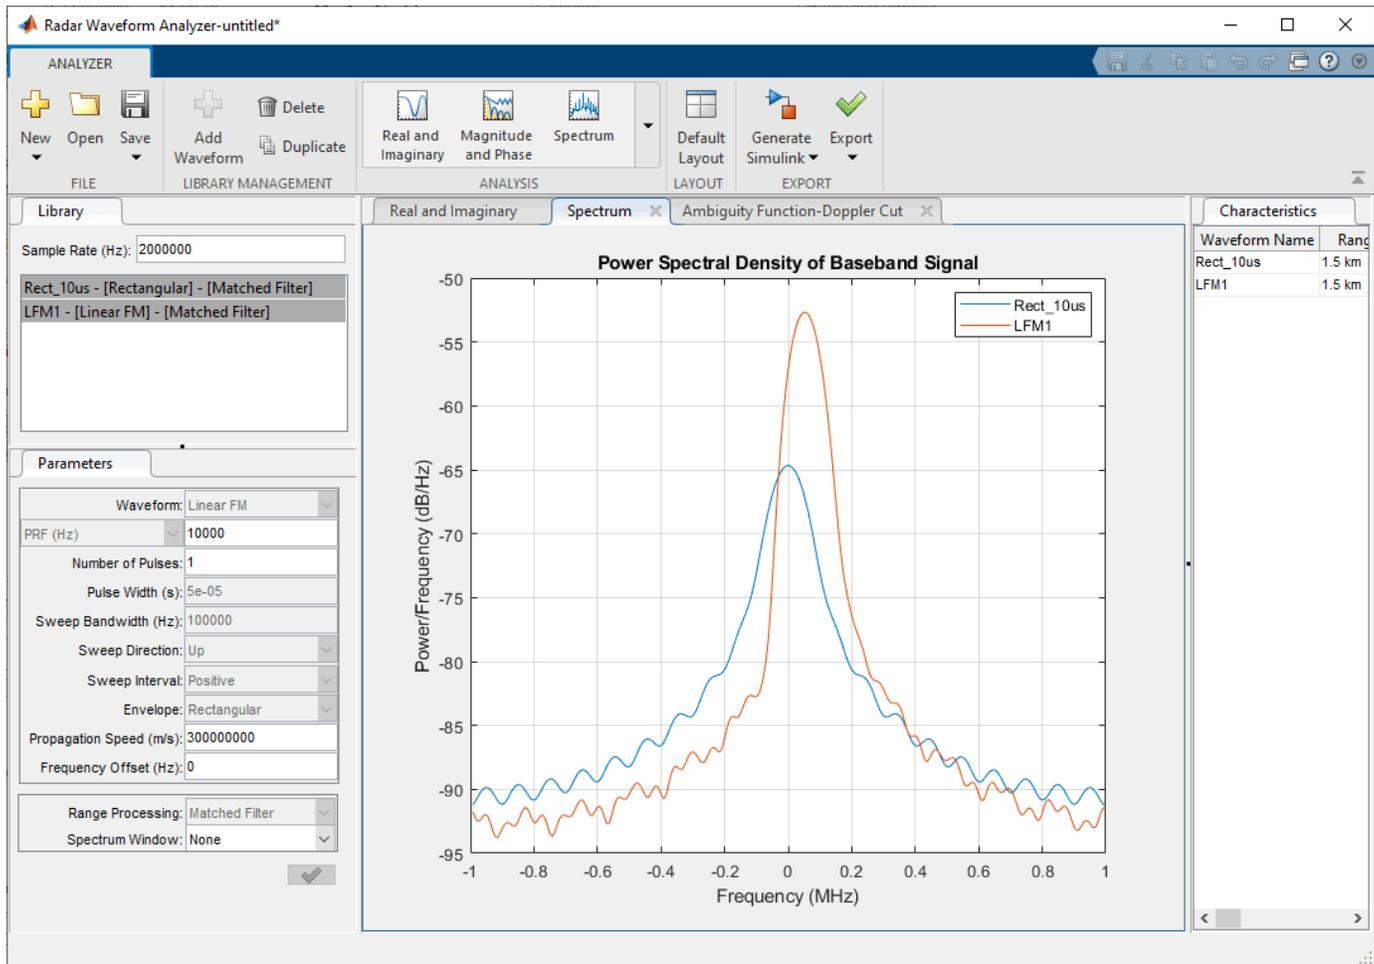 Radar Waveform Analyzer-untitled*
ANALYZER
New
Open
Save
Add
Waveform
Delete
Duplicate
Real and
Imaginary
Magnitude
and Phase
Spectrum
Default
Layout
Generate
Simulink
Export
FILE
LIBRARY MANAGEMENT
ANALYSIS
LAYOUT
EXPORT
Library
Sample Rate (Hz): 2000000
Rect_10us - [Rectangular] - [Matched Filter]
LFM1 - [Linear FM] - [Matched Filter]
Parameters
Waveform: Linear FM
PRF (Hz) 10000
Number of Pulses: 1
Pulse Width (s): 5e-05
Sweep Bandwidth (Hz): 100000
Sweep Direction: Up
Sweep Interval: Positive
Envelope: Rectangular
Propagation Speed (m/s): 300000000
Frequency Offset (Hz): 0
Range Processing: Matched Filter
Spectrum Window: None
Real and Imaginary
Spectrum
Ambiguity Function-Doppler Cut
Power Spectral Density of Baseband Signal
Rect_10us
LFM1
Power/Frequency (dB/Hz)
-50
-55
-60
-65
-70
-75
-80
-85
-90
-95
-1 -0.8 -0.6 -0.4 -0.2 0 0.2 0.4 0.6 0.8 1
Frequency (MHz)
Characteristics
Waveform Name Rang
Rect_10us 1.5 km
LFM1 1.5 km